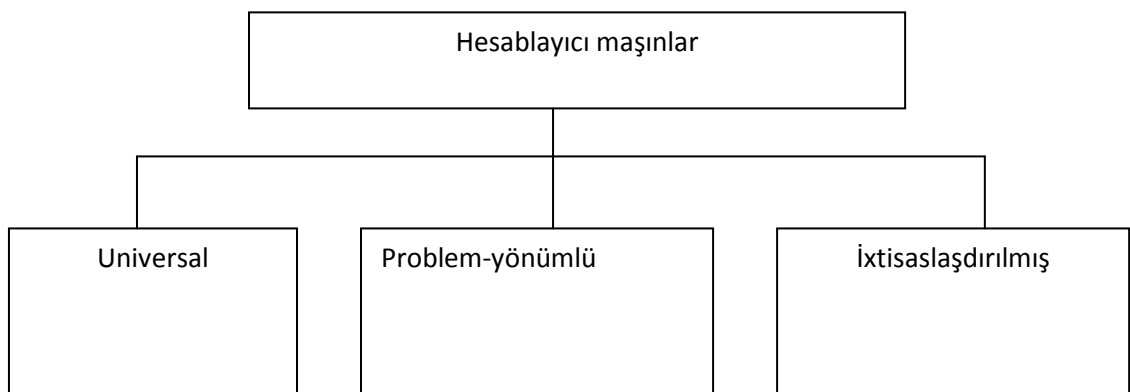 Hesablayıcı maşınlar
Universal
Problem-yönümlü
İxtisaslaşdırılmış